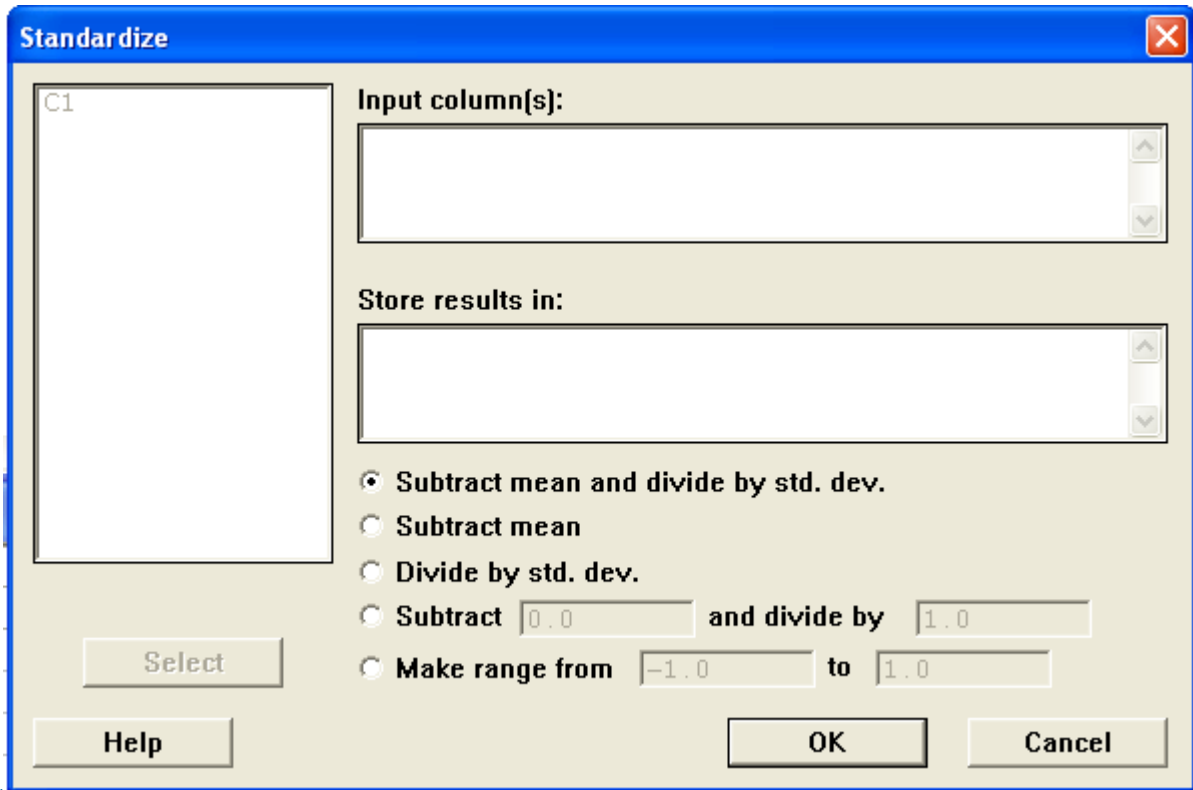 Standardize
C1
Input column(s):
Store results in:
Subtract mean and divide by std. dev.
Subtract mean
Divide by std. dev.
Subtract 0.0 and divide by 1.0
Make range from -1.0 to 1.0
Select
Help OK Cancel